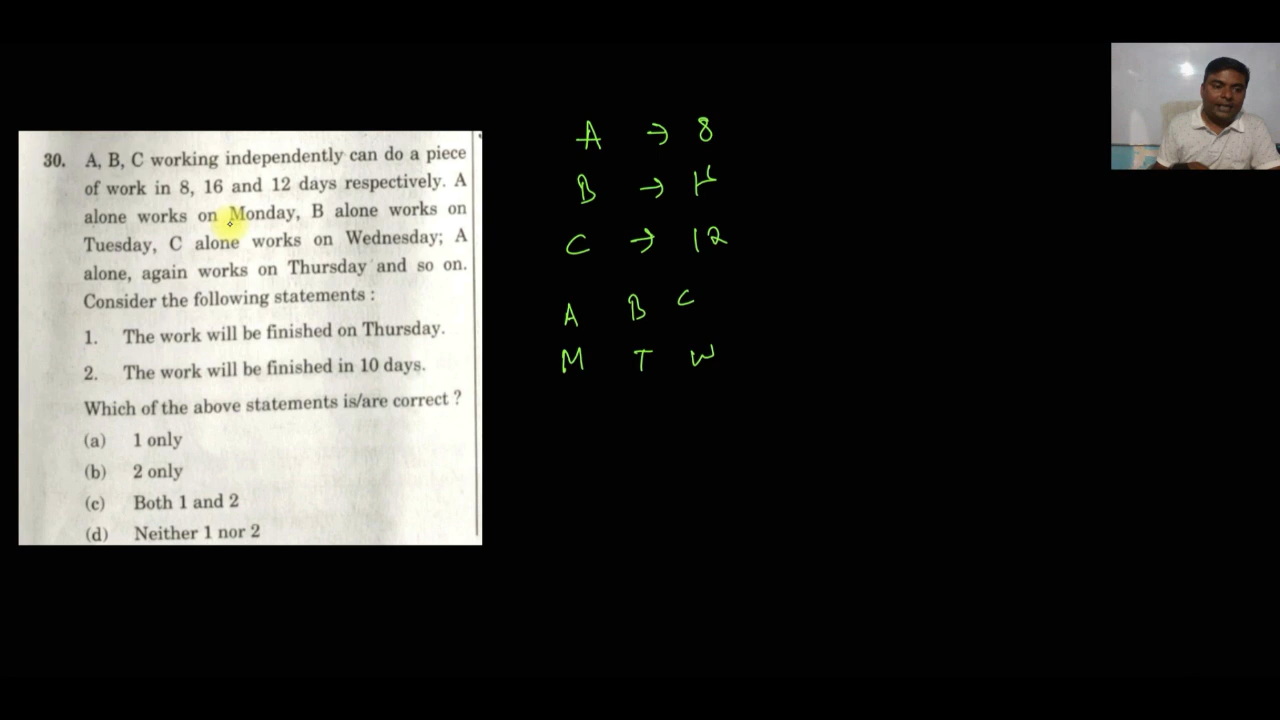 30. A, B, C working independently can do a piece
of work in 8, 16 and 12 days respectively. A
alone works on Monday, B alone works on
Tuesday, C alone works on Wednesday; A
alone, again works on Thursday and so on.
Consider the following statements :
1. The work will be finished on Thursday.
2. The work will be finished in 10 days.
Which of the above statements is/are correct ?
(a) 1 only
(b) 2 only
(c) Both 1 and 2
(d) Neither 1 nor 2
A → 8
B → 16
C → 12
A B C
M T W